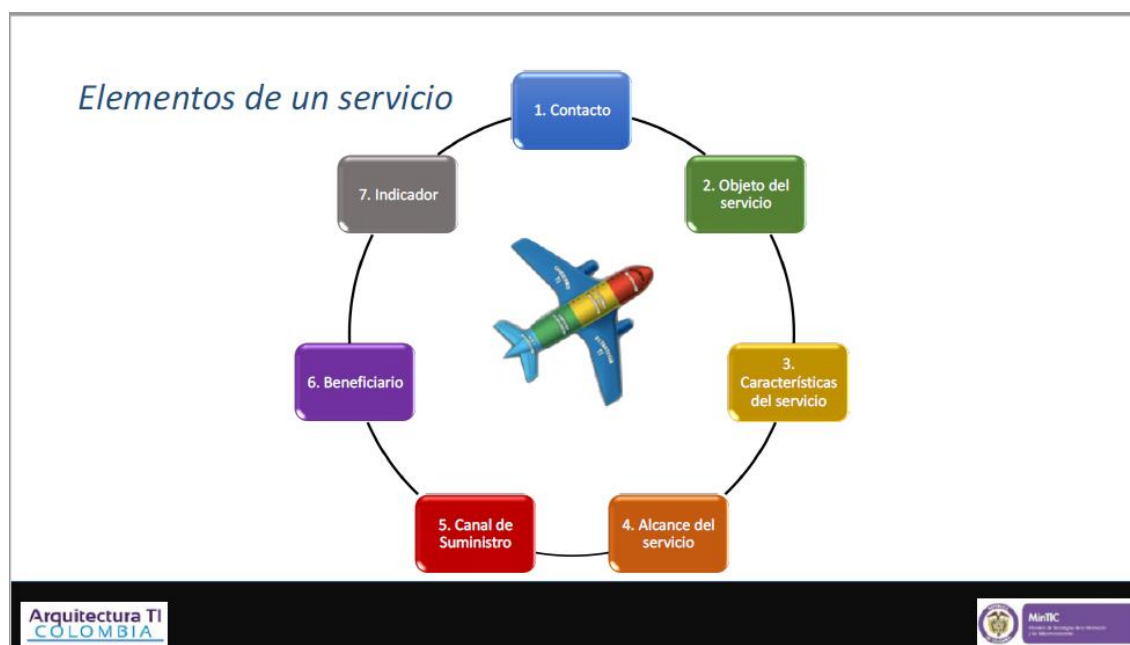 Elementos de un servicio
1. Contacto
2. Objeto del
servicio
3.
Características
del servicio
4. Alcance del
servicio
5. Canal de
Suministro
6. Beneficiario
7. Indicador
Arquitectura TI
COLOMBIA
MinTIC